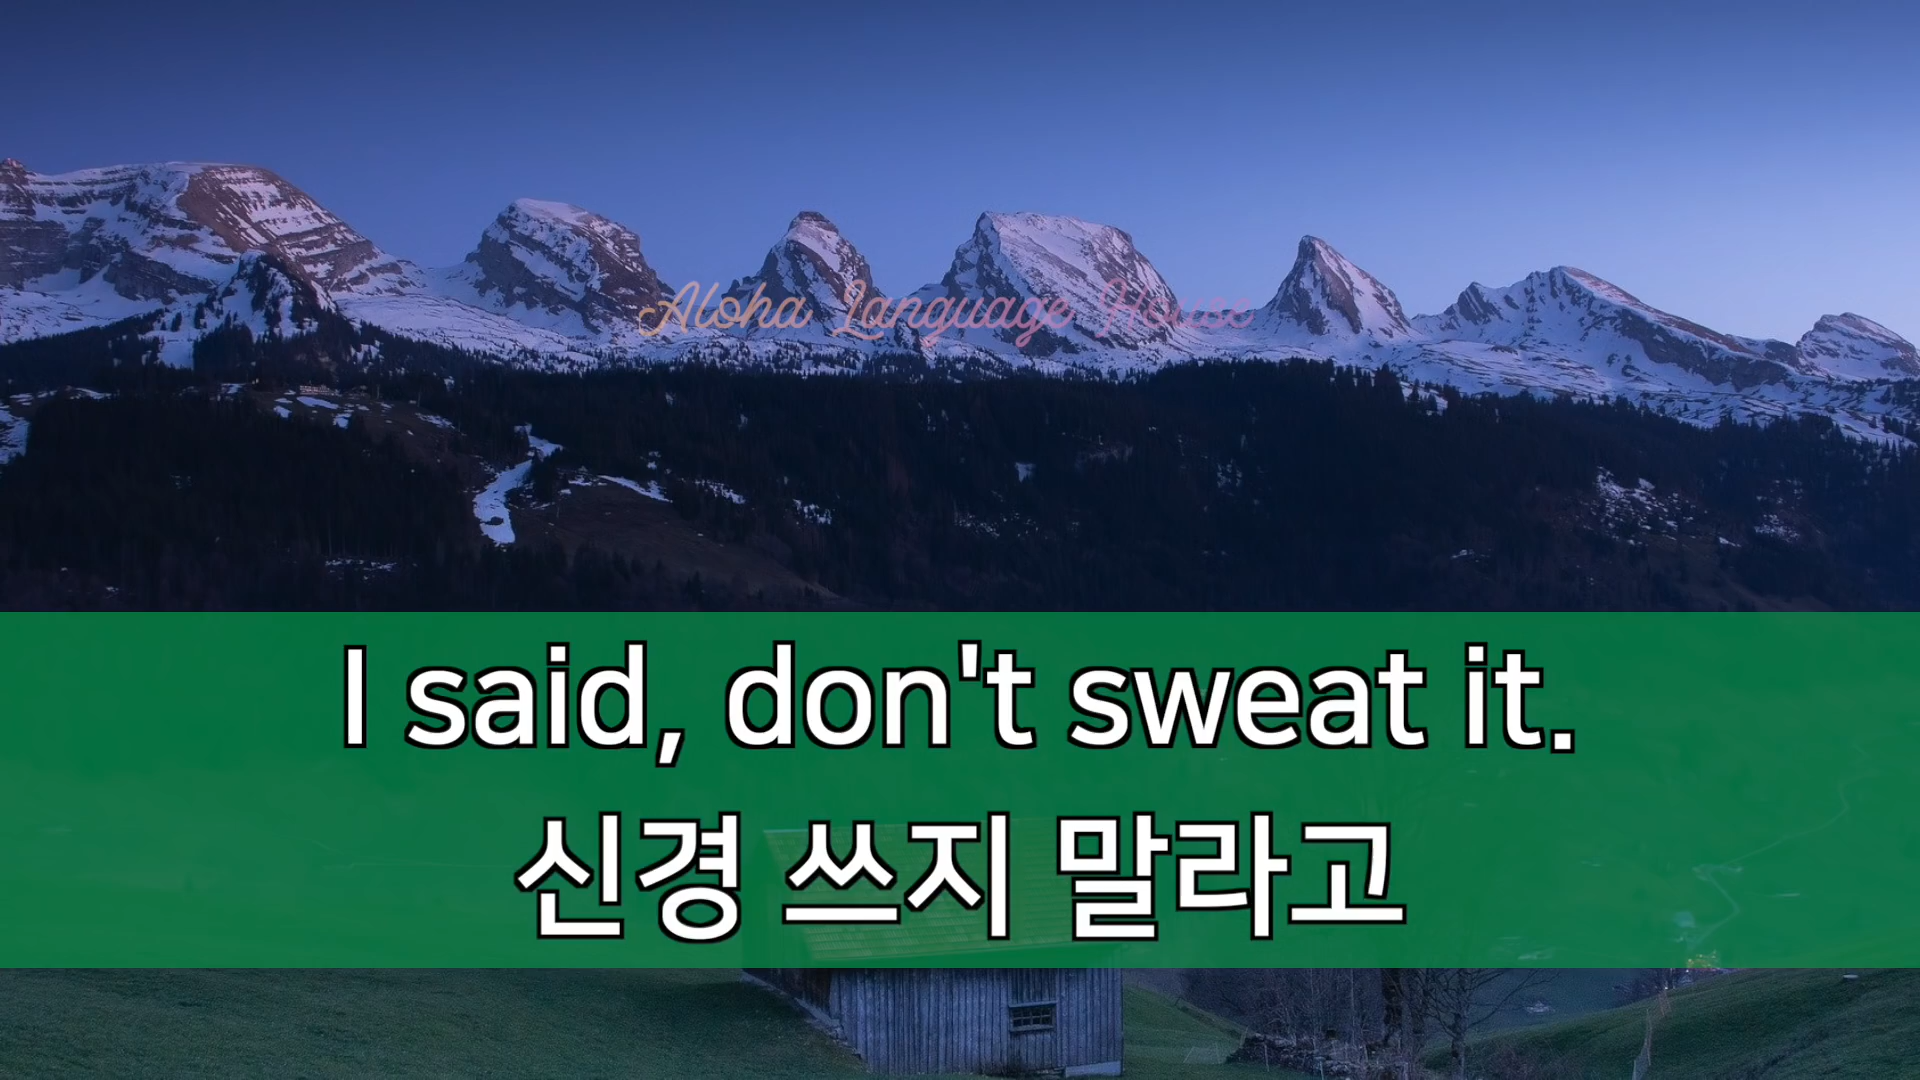 Aloha Language House
I said, don't sweat it.
신경 쓰지 말라고